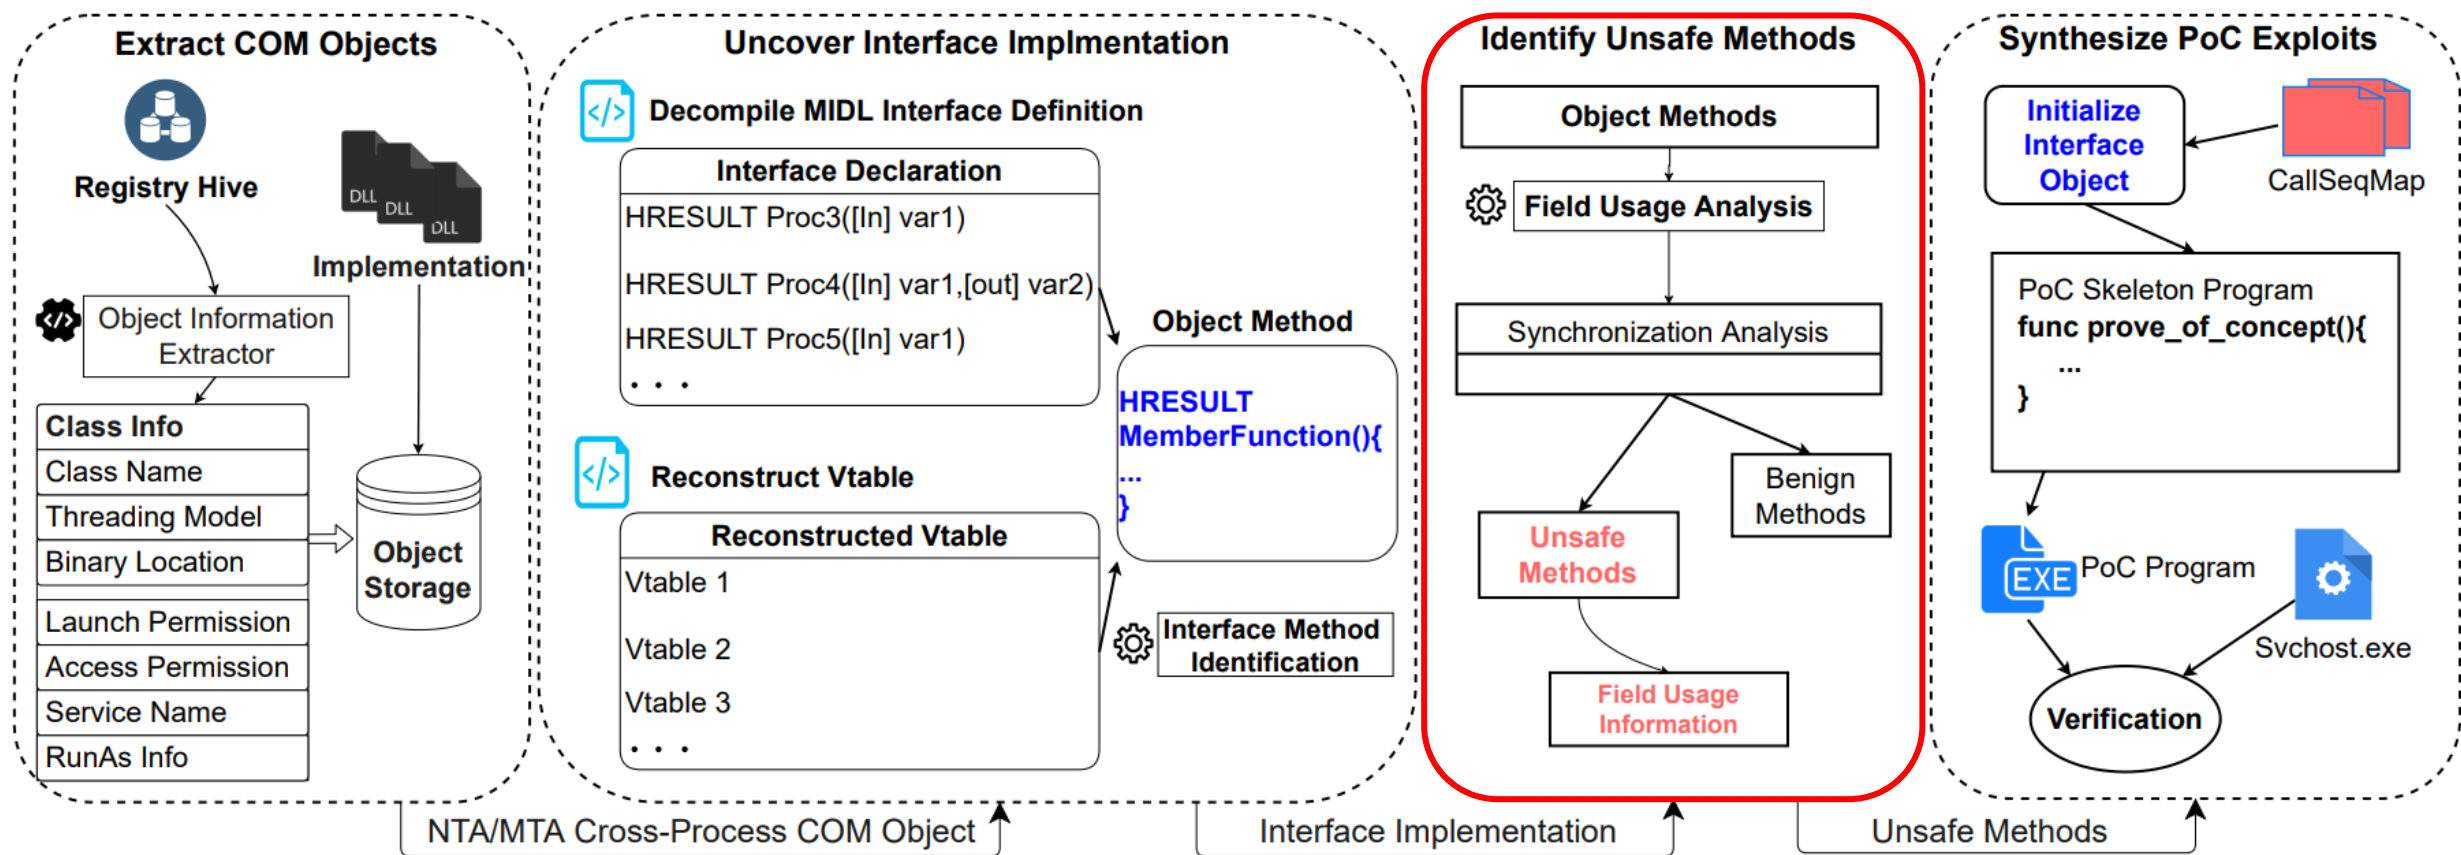 Extract COM Objects
Registry Hive
DLL
DLL
DLL
Implementation
</>
Object Information
Extractor
Class Info
Class Name
Threading Model
Binary Location
Launch Permission
Access Permission
Service Name
RunAs Info
Object
Storage
Uncover Interface Implmentation
</>
Decompile MIDL Interface Definition
Interface Declaration
HRESULT Proc3([In] var1)
HRESULT Proc4([In] var1,[out] var2)
HRESULT Proc5([In] var1)
. . .
</>
Reconstruct Vtable
Reconstructed Vtable
Vtable 1
Vtable 2
Vtable 3
. . .
Object Method
HRESULT
MemberFunction(){
...
}
Interface Method
Identification
Identify Unsafe Methods
Object Methods
Field Usage Analysis
Synchronization Analysis
Benign
Methods
Unsafe
Methods
Field Usage
Information
Synthesize PoC Exploits
Initialize
Interface
Object
CallSeqMap
PoC Skeleton Program
func prove_of_concept(){
...
}
EXE
PoC Program
Svchost.exe
Verification
NTA/MTA Cross-Process COM Object
Interface Implementation
Unsafe Methods